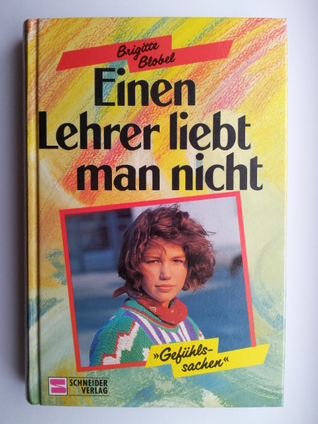 Brigitte
Blobel
Einen
Lehrer liebt
man nicht
»Gefühls-
sachen«
SCHNEIDER
VERLAG